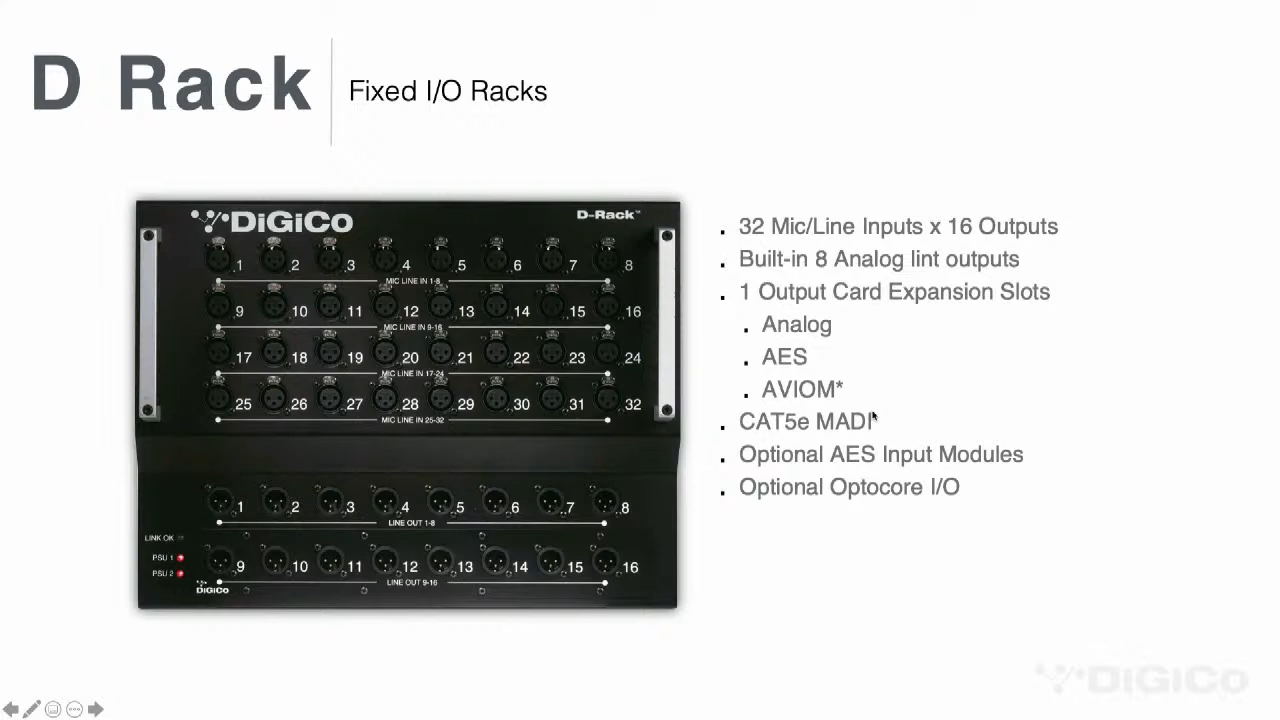 D Rack
Fixed I/O Racks
DiGiCo
D-Rack™
1 2 3 4 5 6 7 8
MIC LINE IN 1-8
9 10 11 12 13 14 15 16
MIC LINE IN 9-16
17 18 19 20 21 22 23 24
MIC LINE IN 17-24
25 26 27 28 29 30 31 32
MIC LINE IN 25-32
1 2 3 4 5 6 7 8
LINE OUT 1-8
LINK OK
PSU 1
PSU 2
9 10 11 12 13 14 15 16
LINE OUT 9-16
DiGiCo
. 32 Mic/Line Inputs x 16 Outputs
. Built-in 8 Analog lint outputs
. 1 Output Card Expansion Slots
. Analog
. AES
. AVIOM*
. CAT5e MADI
. Optional AES Input Modules
. Optional Optocore I/O
DiGiCo